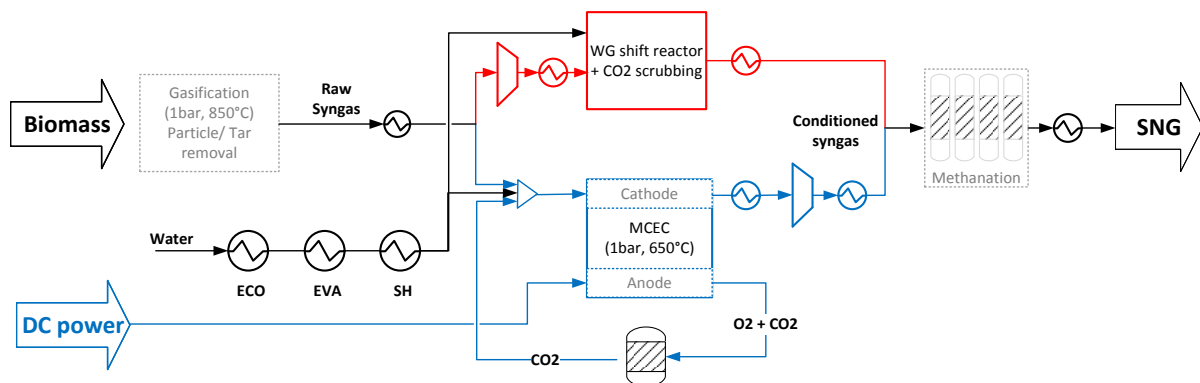 WG shift reactor
+ CO2 scrubbing
Gasification
(1bar, 850°C)
Particle/ Tar
removal
Raw
Syngas
Biomass
Conditioned
syngas
SNG
Methanation
Cathode
MCEC
(1bar, 650°C)
Anode
Water
ECO
EVA
SH
DC power
O2 + CO2
CO2